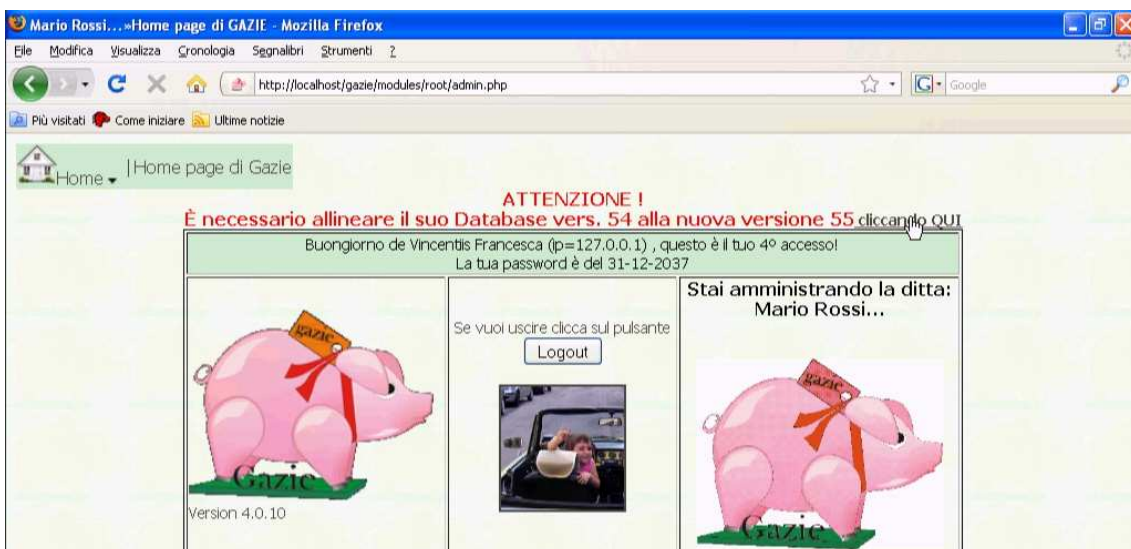 Mario Rossi...»Home page di GAZIE - Mozilla Firefox
File Modifica Visualizza Cronologia Segnalibri Strumenti ?
http://localhost/gazie/modules/root/admin.php
G Google
Più visitati Come iniziare Ultime notizie
Home | Home page di Gazie
ATTENZIONE !
È necessario allineare il suo Database vers. 54 alla nuova versione 55 cliccando QUI
Buongiorno de Vincentiis Francesca (ip=127.0.0.1) , questo è il tuo 4º accesso!
La tua password è del 31-12-2037
gazie
Gazie
Version 4.0.10
Se vuoi uscire clicca sul pulsante
Logout
Stai amministrando la ditta:
Mario Rossi...
gazie
Gazie